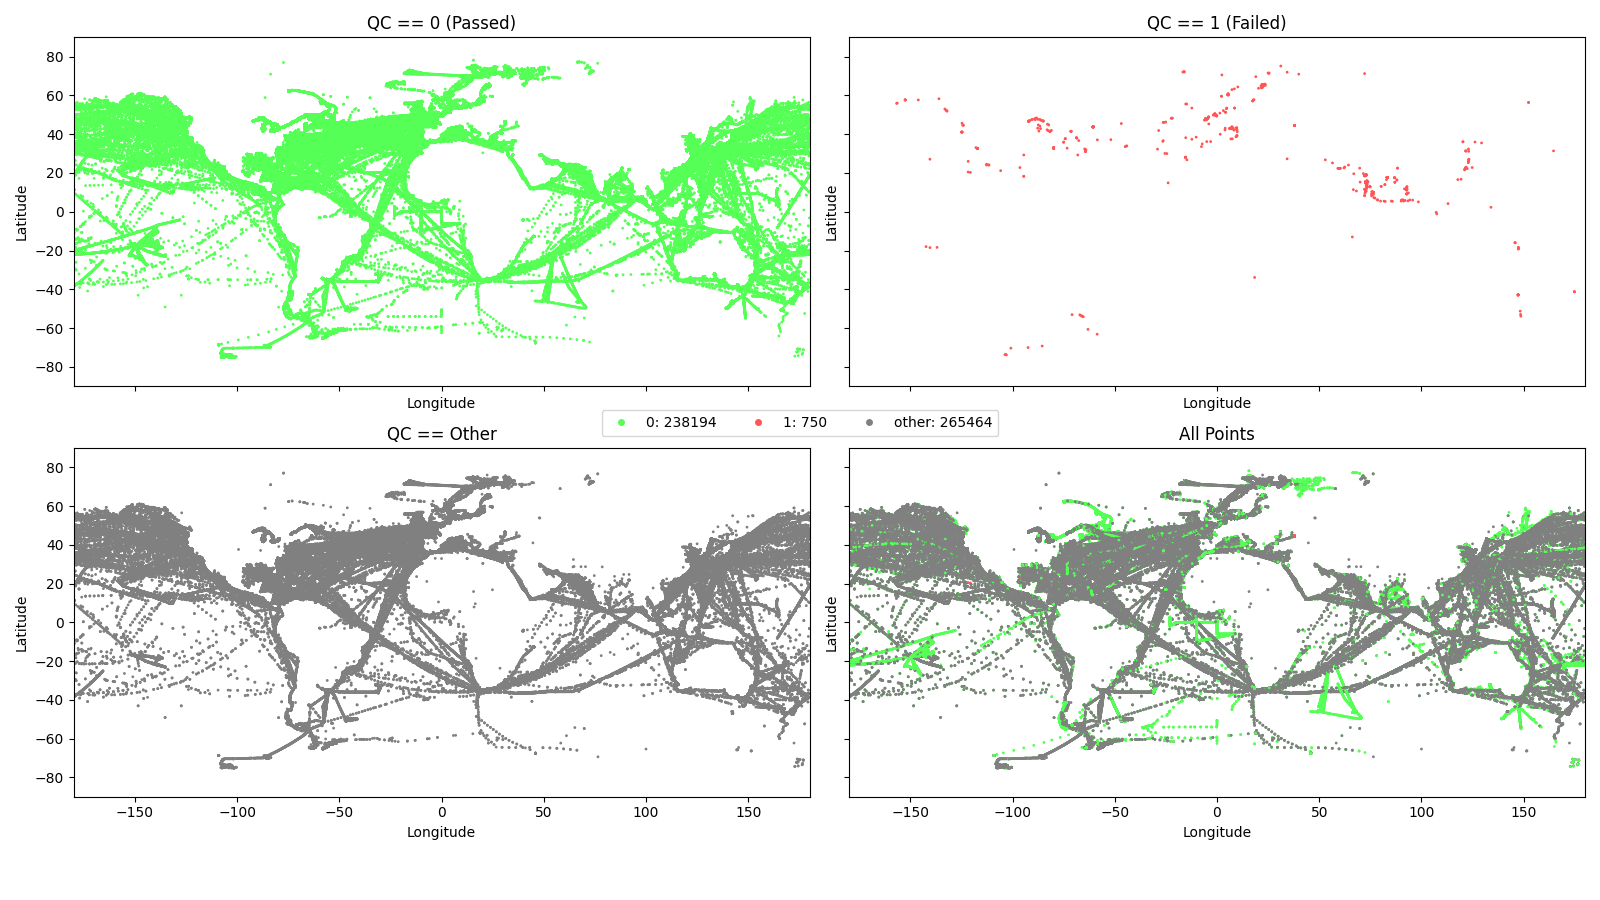 QC == 0 (Passed)
QC == 1 (Failed)
Latitude
80
60
40
20
0
−20
−40
−60
−80
Longitude
Latitude
Longitude
0: 238194 1: 750 other: 265464
QC == Other
All Points
Latitude
80
60
40
20
0
−20
−40
−60
−80
−150 −100 −50 0 50 100 150
Longitude
Latitude
−150 −100 −50 0 50 100 150
Longitude